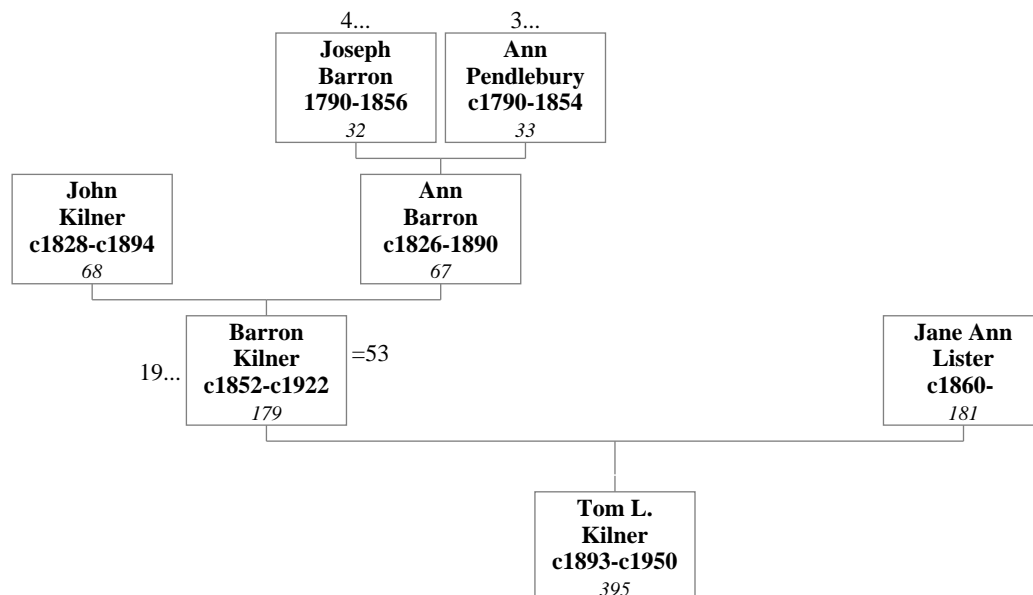 4...
Joseph
Barron
1790-1856
32
3...
Ann
Pendlebury
c1790-1854
33
John
Kilner
c1828-c1894
68
Ann
Barron
c1826-1890
67
19...
Barron
Kilner
c1852-c1922
179
=53
Jane Ann
Lister
c1860-
181
Tom L.
Kilner
c1893-c1950
395